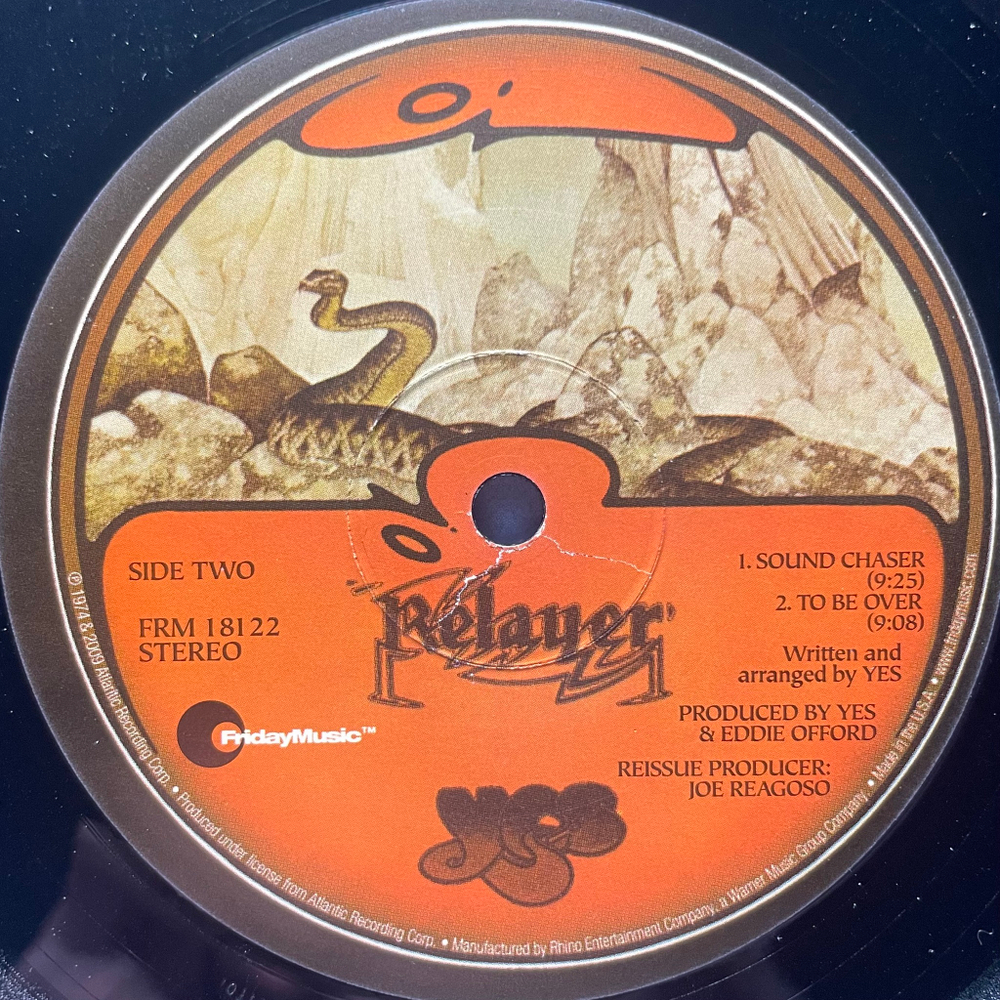 SIDE TWO
FRM 18122
STEREO
FridayMusic™
Relayer
1. SOUND CHASER
(9:25)
2. TO BE OVER
(9:08)
Written and
arranged by YES
PRODUCED BY YES
& EDDIE OFFORD
REISSUE PRODUCER:
JOE REAGOSO
yes
© 1974 & 2009 Atlantic Recording Corp. • Produced under license from Atlantic Recording Corp. • Manufactured by Rhino Entertainment Company, a Warner Music Group Company. • Made in the U.S.A. • www.fridaymusic.com